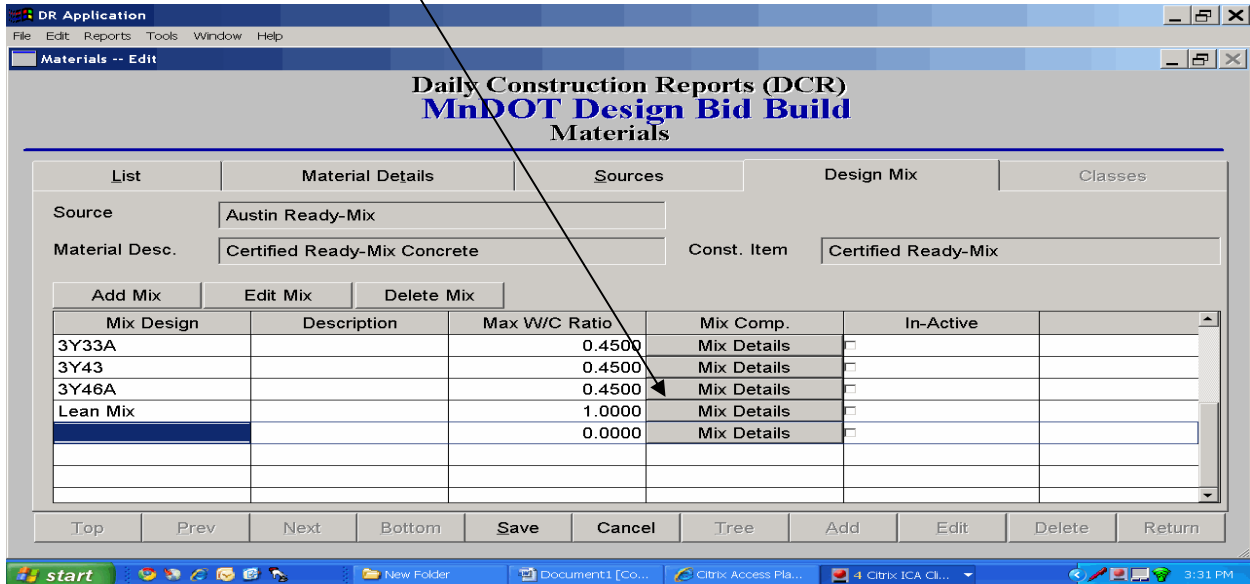 DR Application
File Edit Reports Tools Window Help
Materials -- Edit
Daily Construction Reports (DCR)
MnDOT Design Bid Build
Materials
List Material Details Sources Design Mix Classes
Source Austin Ready-Mix
Material Desc. Certified Ready-Mix Concrete Const. Item Certified Ready-Mix
Add Mix Edit Mix Delete Mix
Mix Design Description Max W/C Ratio Mix Comp. In-Active
3Y33A 0.4500 Mix Details
3Y43 0.4500 Mix Details
3Y46A 0.4500 Mix Details
Lean Mix 1.0000 Mix Details
0.0000 Mix Details
Top Prev Next Bottom Save Cancel Tree Add Edit Delete Return
start New Folder Document1 [Co... Citrix Access Pla... 4 Citrix ICA Cli... 3:31 PM